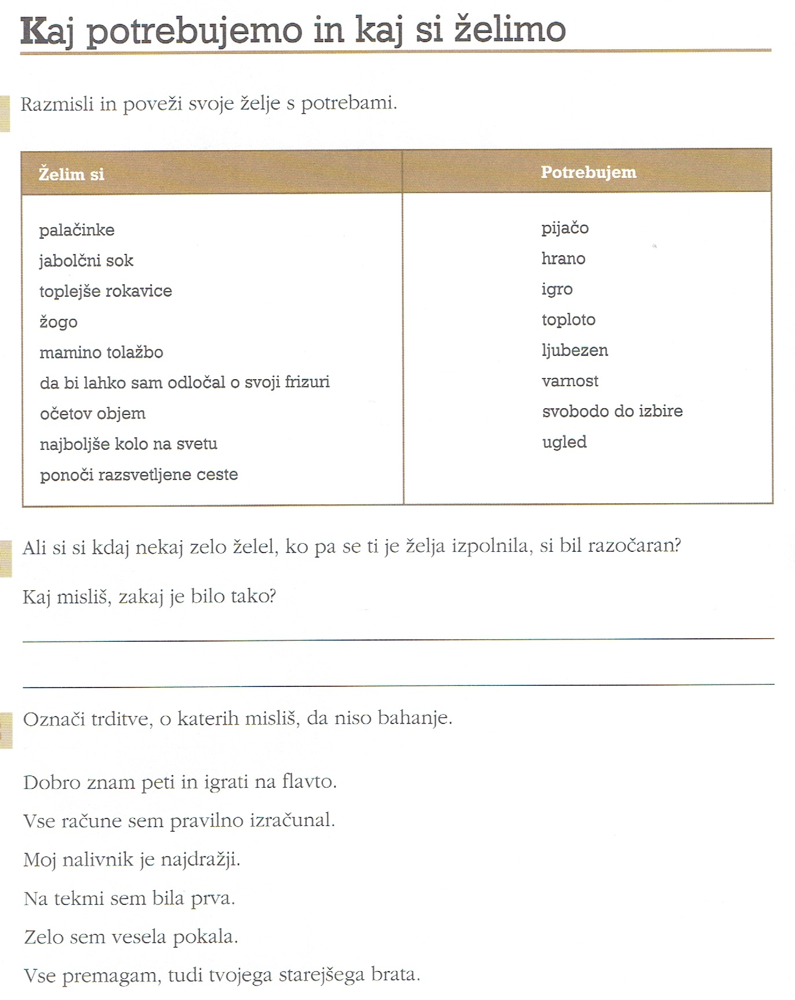 Kaj potrebujemo in kaj si želimo
Razmisli in poveži svoje želje s potrebami.
Želim si
Potrebujem
palačinke
pijačo
jabolčni sok
hrano
toplejše rokavice
igro
žogo
toploto
mamino tolažbo
ljubezen
da bi lahko sam odločal o svoji frizuri
varnost
očetov objem
svobodo do izbire
najboljše kolo na svetu
ugled
ponoči razsvetljene ceste
Ali si si kdaj nekaj zelo želel, ko pa se ti je želja izpolnila, si bil razočaran?
Kaj misliš, zakaj je bilo tako?
Označi trditve, o katerih misliš, da niso bahanje.
Dobro znam peti in igrati na flavto.
Vse račune sem pravilno izračunal.
Moj nalivnik je najdražji.
Na tekmi sem bila prva.
Zelo sem vesela pokala.
Vse premagam, tudi tvojega starejšega brata.